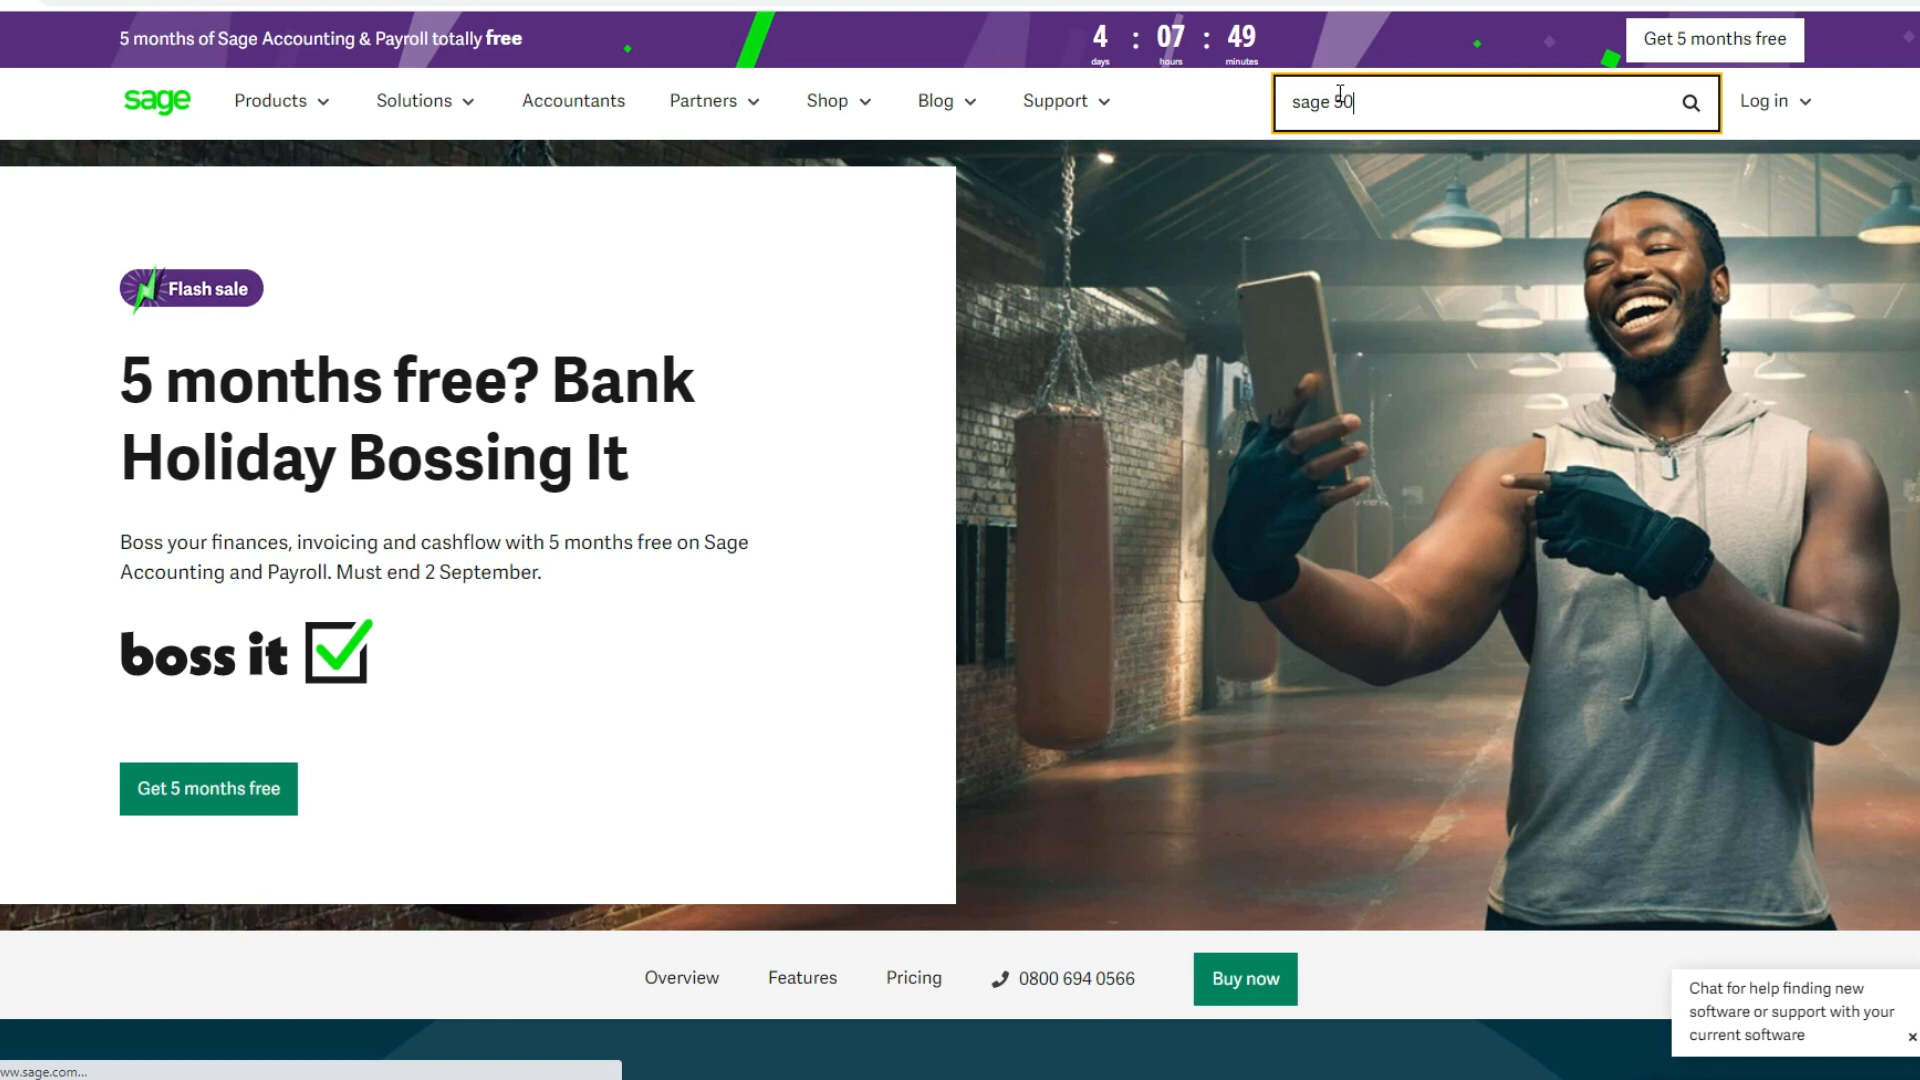 5 months of Sage Accounting & Payroll totally free
4 : 07 : 49
days hours minutes
Get 5 months free
sage
Products
Solutions
Accountants
Partners
Shop
Blog
Support
sage 50
Log in
Flash sale
5 months free? Bank
Holiday Bossing It
Boss your finances, invoicing and cashflow with 5 months free on Sage
Accounting and Payroll. Must end 2 September.
boss it
Get 5 months free
Overview
Features
Pricing
0800 694 0566
Buy now
Chat for help finding new
software or support with your
current software
ww.sage.com...